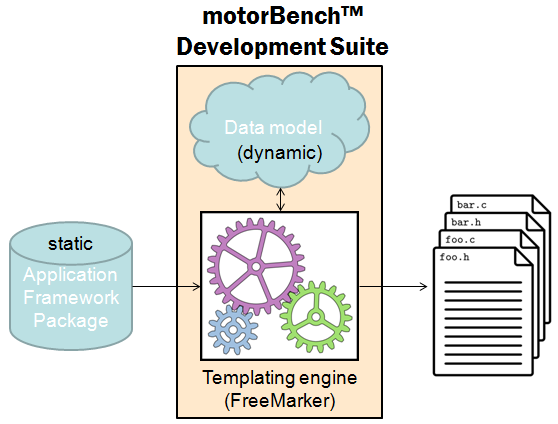 motorBench™
Development Suite
Data model
(dynamic)
static
Application
Framework
Package
bar.c
bar.h
foo.c
foo.h
Templating engine
(FreeMarker)